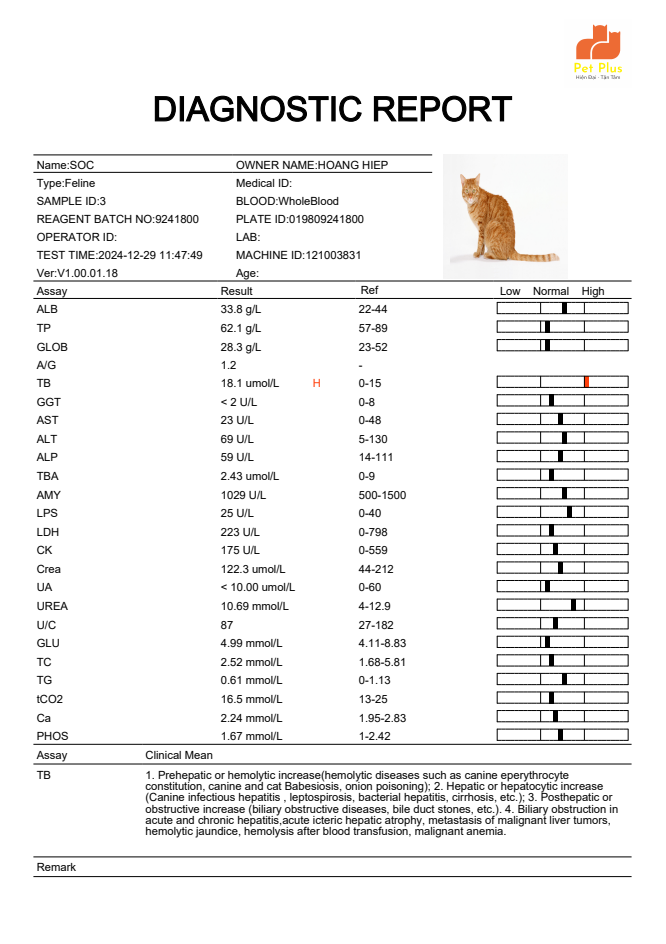 Pet Plus
Hiện Đại - Tận Tâm
DIAGNOSTIC REPORT
Name:SOC OWNER NAME:HOANG HIEP
Type:Feline Medical ID:
SAMPLE ID:3 BLOOD:WholeBlood
REAGENT BATCH NO:9241800 PLATE ID:019809241800
OPERATOR ID: LAB:
TEST TIME:2024-12-29 11:47:49 MACHINE ID:121003831
Ver:V1.00.01.18 Age:
Assay Result Ref Low Normal High
ALB 33.8 g/L 22-44
TP 62.1 g/L 57-89
GLOB 28.3 g/L 23-52
A/G 1.2 -
TB 18.1 umol/L H 0-15
GGT < 2 U/L 0-8
AST 23 U/L 0-48
ALT 69 U/L 5-130
ALP 59 U/L 14-111
TBA 2.43 umol/L 0-9
AMY 1029 U/L 500-1500
LPS 25 U/L 0-40
LDH 223 U/L 0-798
CK 175 U/L 0-559
Crea 122.3 umol/L 44-212
UA < 10.00 umol/L 0-60
UREA 10.69 mmol/L 4-12.9
U/C 87 27-182
GLU 4.99 mmol/L 4.11-8.83
TC 2.52 mmol/L 1.68-5.81
TG 0.61 mmol/L 0-1.13
tCO2 16.5 mmol/L 13-25
Ca 2.24 mmol/L 1.95-2.83
PHOS 1.67 mmol/L 1-2.42
Assay Clinical Mean
TB 1. Prehepatic or hemolytic increase(hemolytic diseases such as canine eperythrocyte
constitution, canine and cat Babesiosis, onion poisoning); 2. Hepatic or hepatocytic increase
(Canine infectious hepatitis , leptospirosis, bacterial hepatitis, cirrhosis, etc.); 3. Posthepatic or
obstructive increase (biliary obstructive diseases, bile duct stones, etc.). 4. Biliary obstruction in
acute and chronic hepatitis,acute icteric hepatic atrophy, metastasis of malignant liver tumors,
hemolytic jaundice, hemolysis after blood transfusion, malignant anemia.
Remark